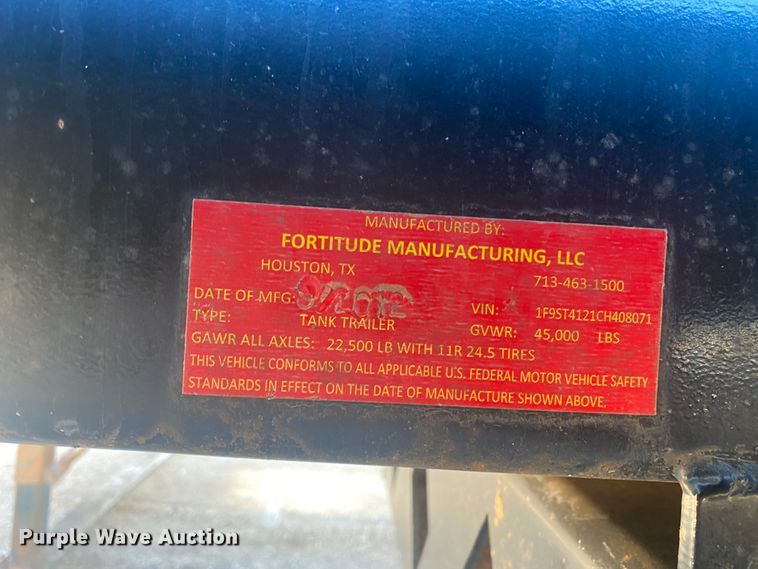 MANUFACTURED BY:
FORTITUDE MANUFACTURING, LLC
HOUSTON, TX 713-463-1500
DATE OF MFG: 9/2012 VIN: 1F9ST4121CH408071
TYPE: TANK TRAILER GVWR: 45,000 LBS
GAWR ALL AXLES: 22,500 LB WITH 11R 24.5 TIRES
THIS VEHICLE CONFORMS TO ALL APPLICABLE U.S. FEDERAL MOTOR VEHICLE SAFETY
STANDARDS IN EFFECT ON THE DATE OF MANUFACTURE SHOWN ABOVE.
Purple Wave Auction